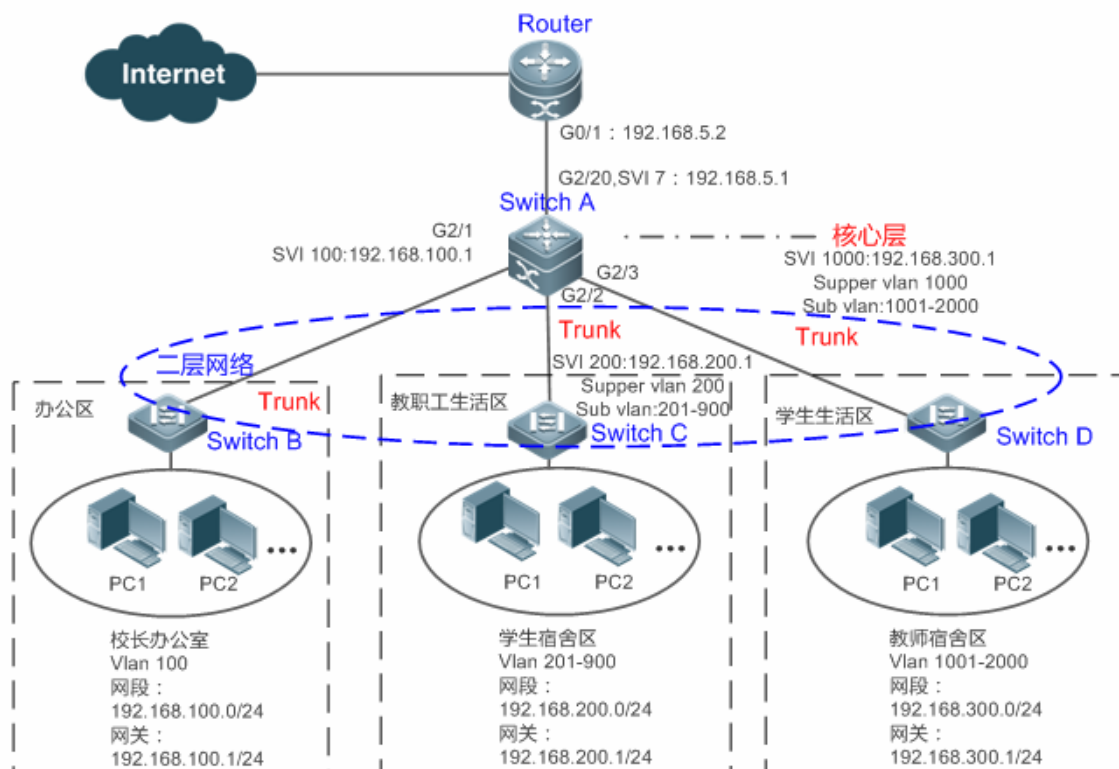 Router
Internet
G0/1：192.168.5.2
G2/20,SVI 7：192.168.5.1
Switch A
G2/1
SVI 100:192.168.100.1
核心层
SVI 1000:192.168.300.1
Supper vlan 1000
Sub vlan:1001-2000
G2/3
G2/2
Trunk
Trunk
二层网络
SVI 200:192.168.200.1
Supper vlan 200
Sub vlan:201-900
办公区
Trunk
Switch B
教职工生活区
Switch C
学生生活区
Switch D
PC1
PC2
...
PC1
PC2
...
PC1
PC2
...
校长办公室
Vlan 100
网段：
192.168.100.0/24
网关：
192.168.100.1/24
学生宿舍区
Vlan 201-900
网段：
192.168.200.0/24
网关：
192.168.200.1/24
教师宿舍区
Vlan 1001-2000
网段：
192.168.300.0/24
网关：
192.168.300.1/24